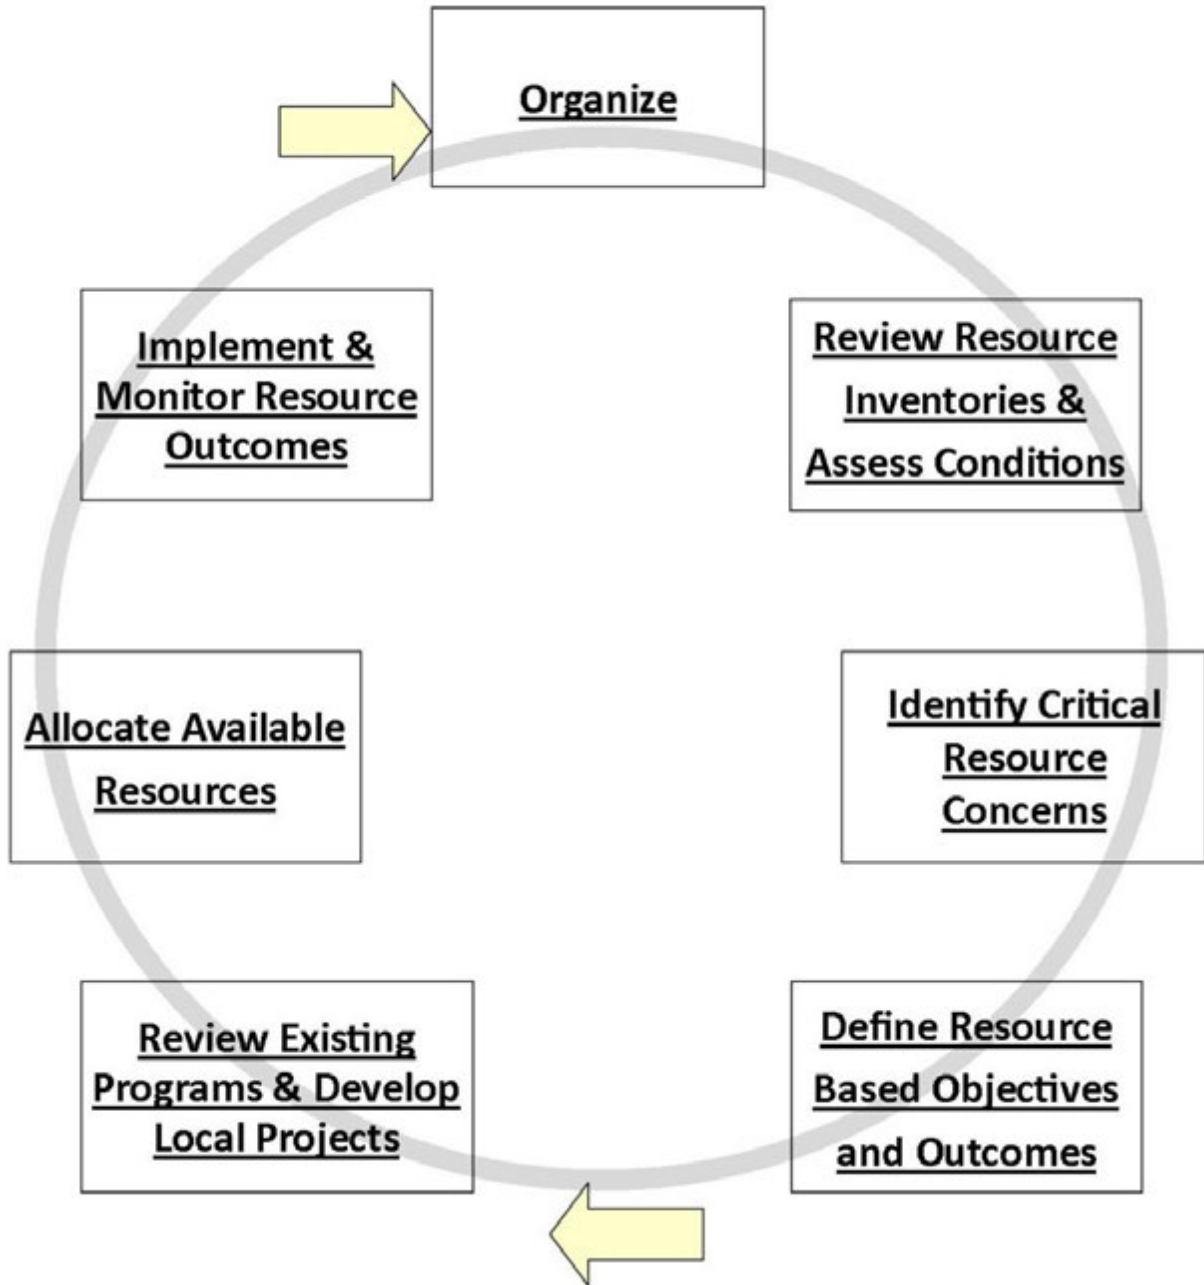 Organize
Review Resource
Inventories &
Assess Conditions
Identify Critical
Resource
Concerns
Define Resource
Based Objectives
and Outcomes
Review Existing
Programs & Develop
Local Projects
Allocate Available
Resources
Implement &
Monitor Resource
Outcomes